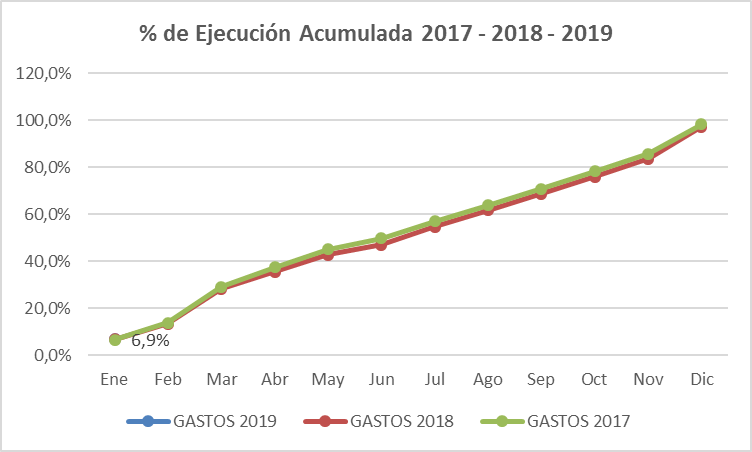 % de Ejecución Acumulada 2017 - 2018 - 2019
120,0%
100,0%
80,0%
60,0%
40,0%
20,0%
0,0%
6,9%
Ene Feb Mar Abr May Jun Jul Ago Sep Oct Nov Dic
GASTOS 2019 GASTOS 2018 GASTOS 2017